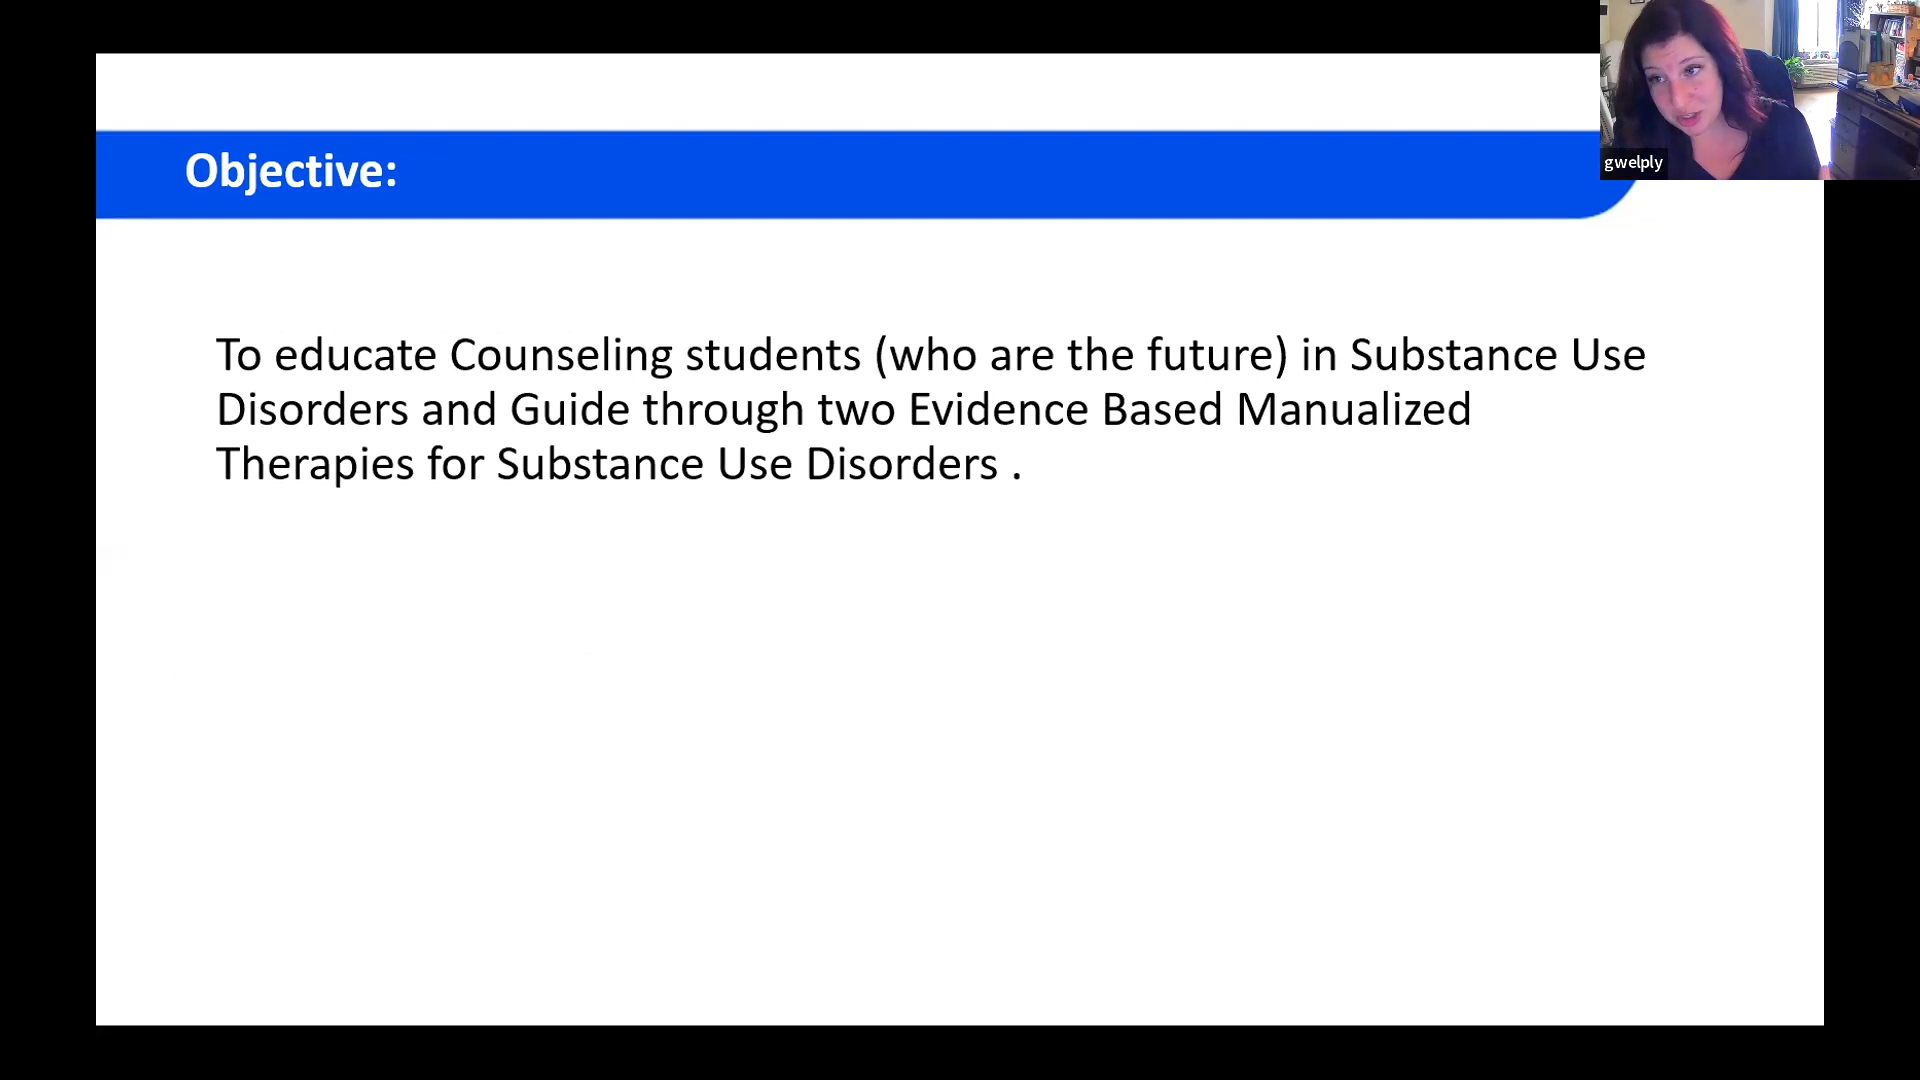 Objective:
gwelply
To educate Counseling students (who are the future) in Substance Use
Disorders and Guide through two Evidence Based Manualized
Therapies for Substance Use Disorders .